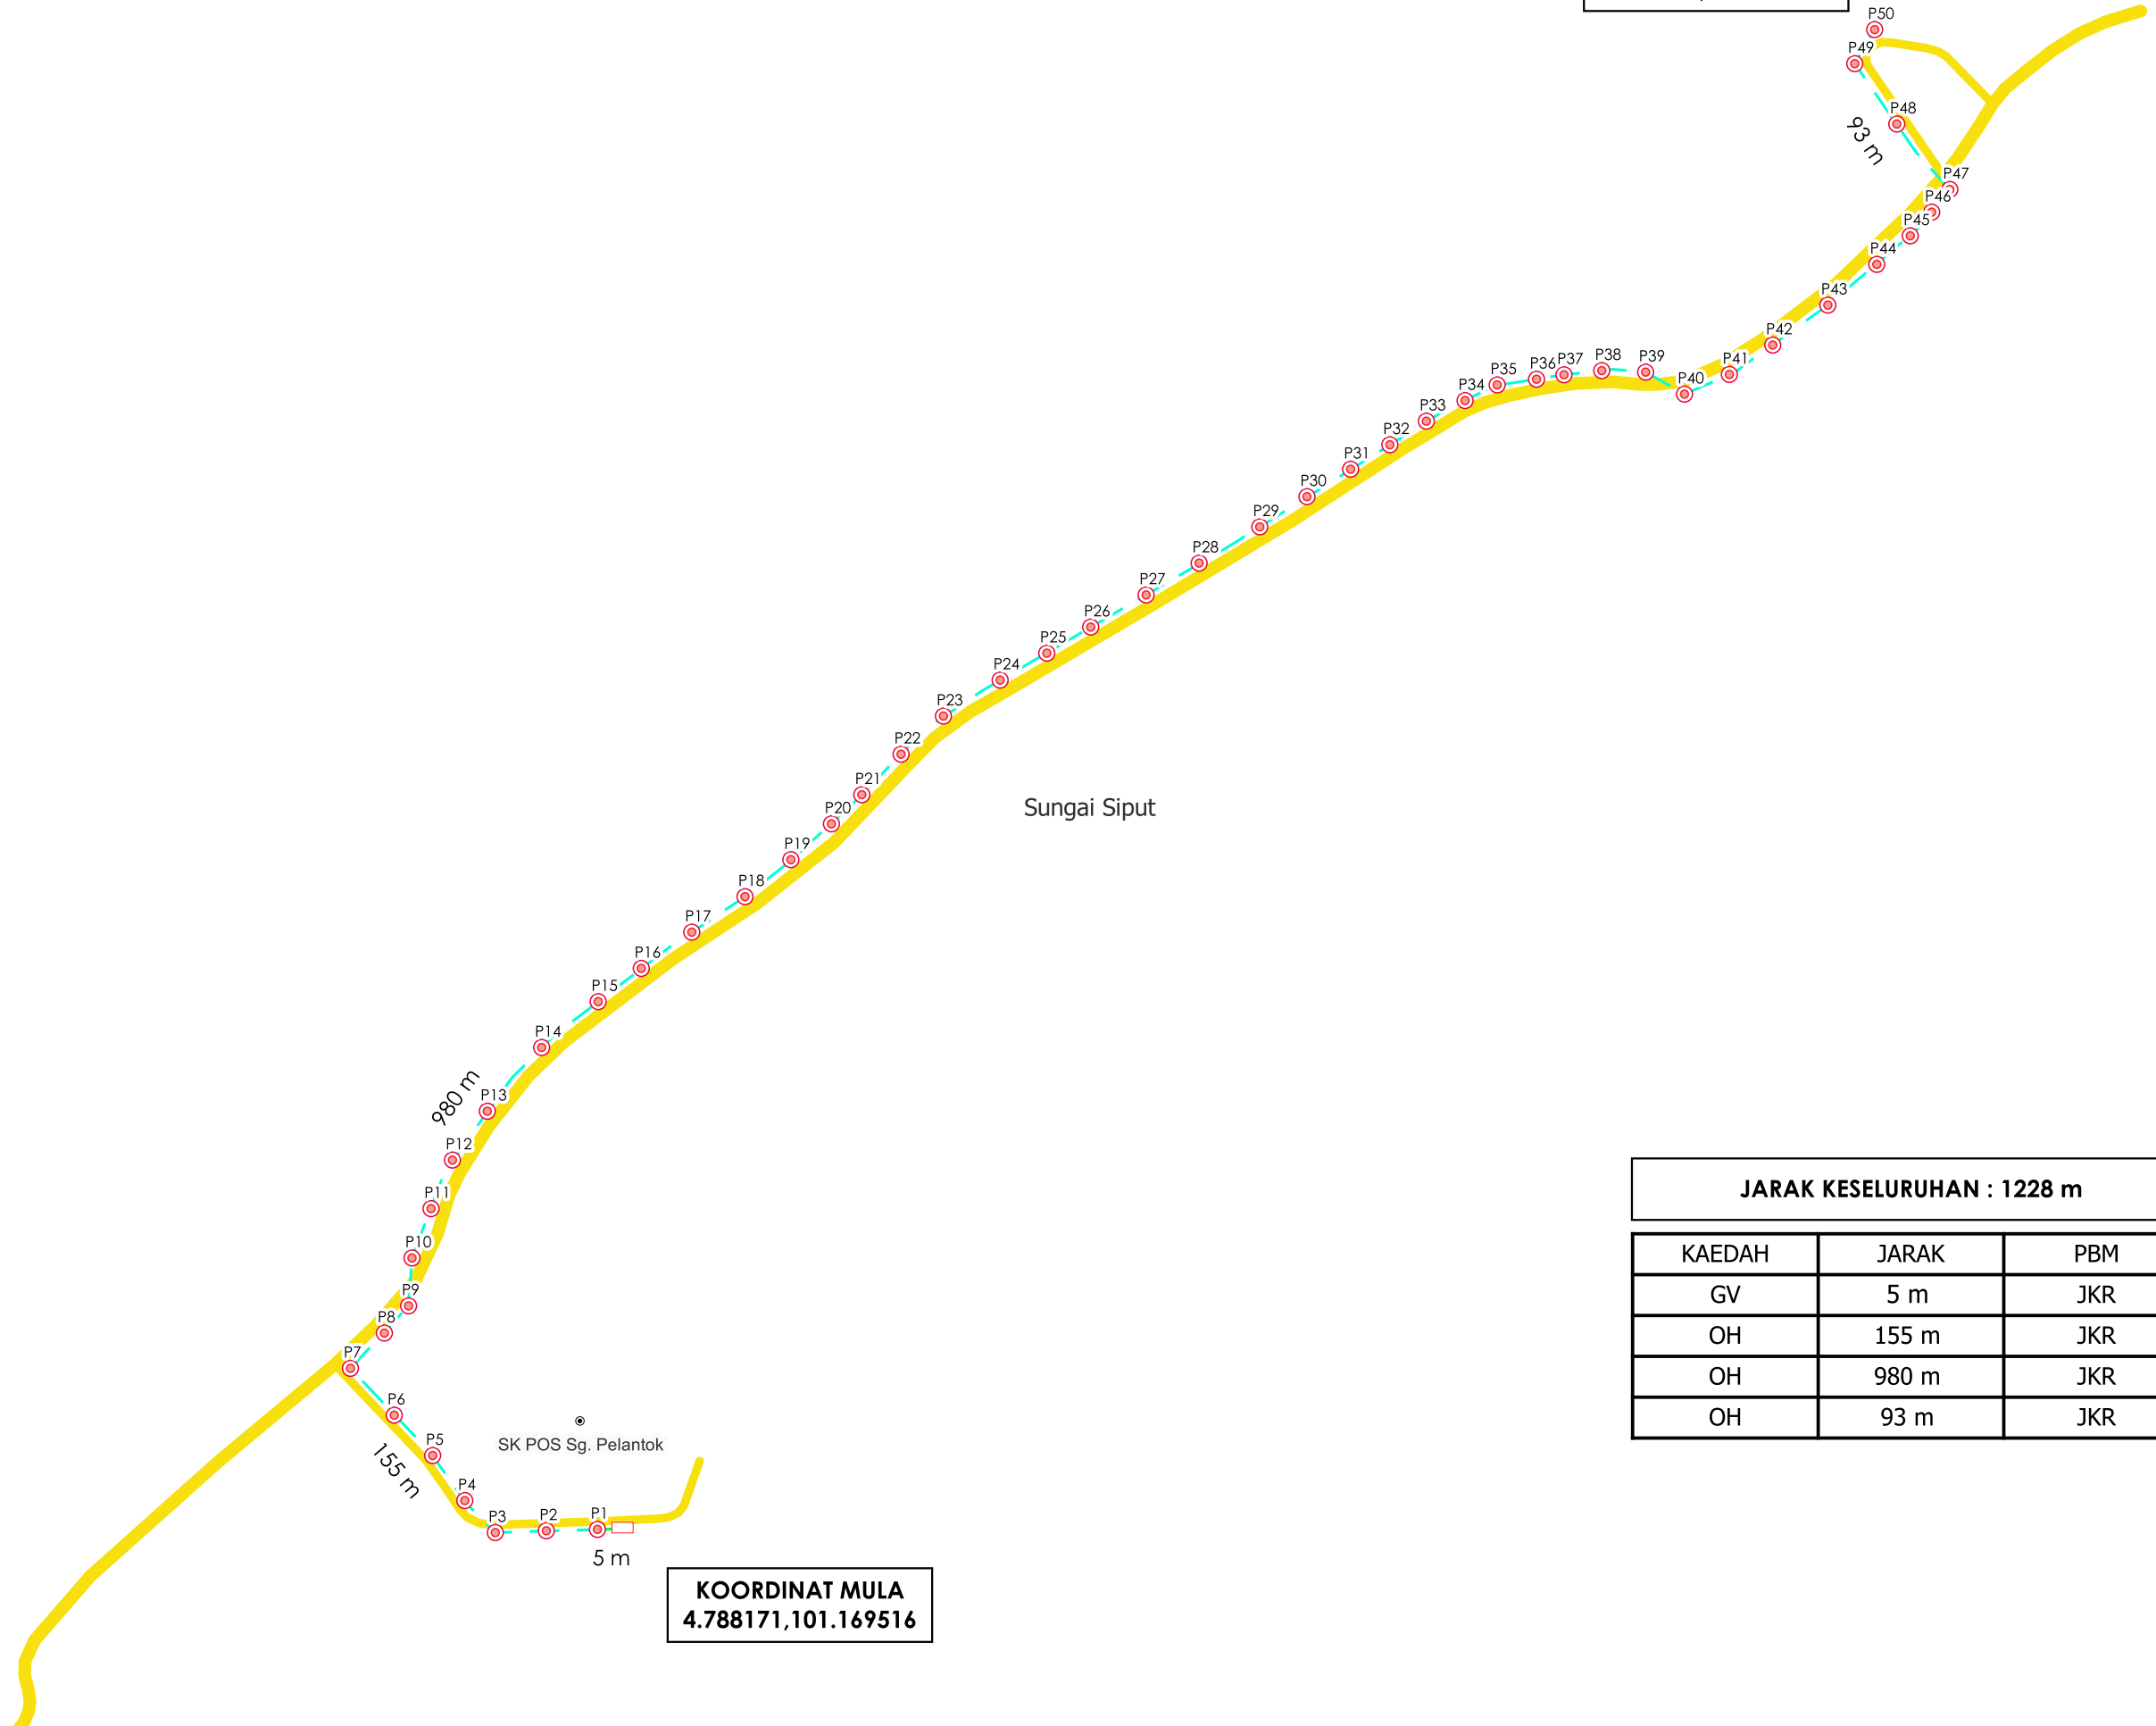 P50
P49
P48
93 m
P47
P46
P45
P44
P43
P42
P41
P40
P39
P38
P37
P36
P35
P34
P33
P32
P31
P30
P29
P28
P27
P26
P25
P24
P23
P22
P21
P20
Sungai Siput
P19
P18
P17
P16
P15
P14
980 m
P13
P12
P11
P10
P9
P8
P7
P6
P5
155 m
P4
P3
P2
P1
SK POS Sg. Pelantok
5 m
KOORDINAT MULA
4.788171,101.169516
JARAK KESELURUHAN : 1228 m
KAEDAH JARAK PBM
GV 5 m JKR
OH 155 m JKR
OH 980 m JKR
OH 93 m JKR